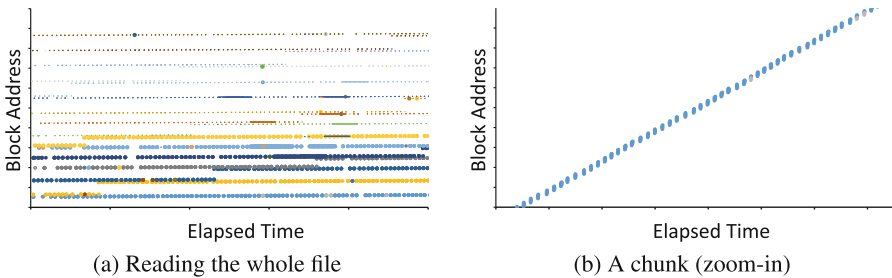 Block Address
Elapsed Time
(a) Reading the whole file
Block Address
Elapsed Time
(b) A chunk (zoom-in)